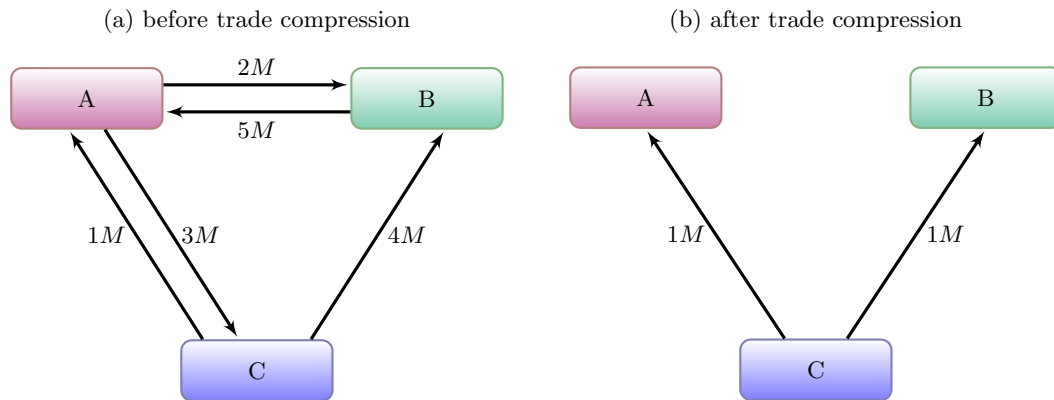 (a) before trade compression
(b) after trade compression
2M
A
B
A
B
5M
1M
3M
4M
1M
1M
C
C